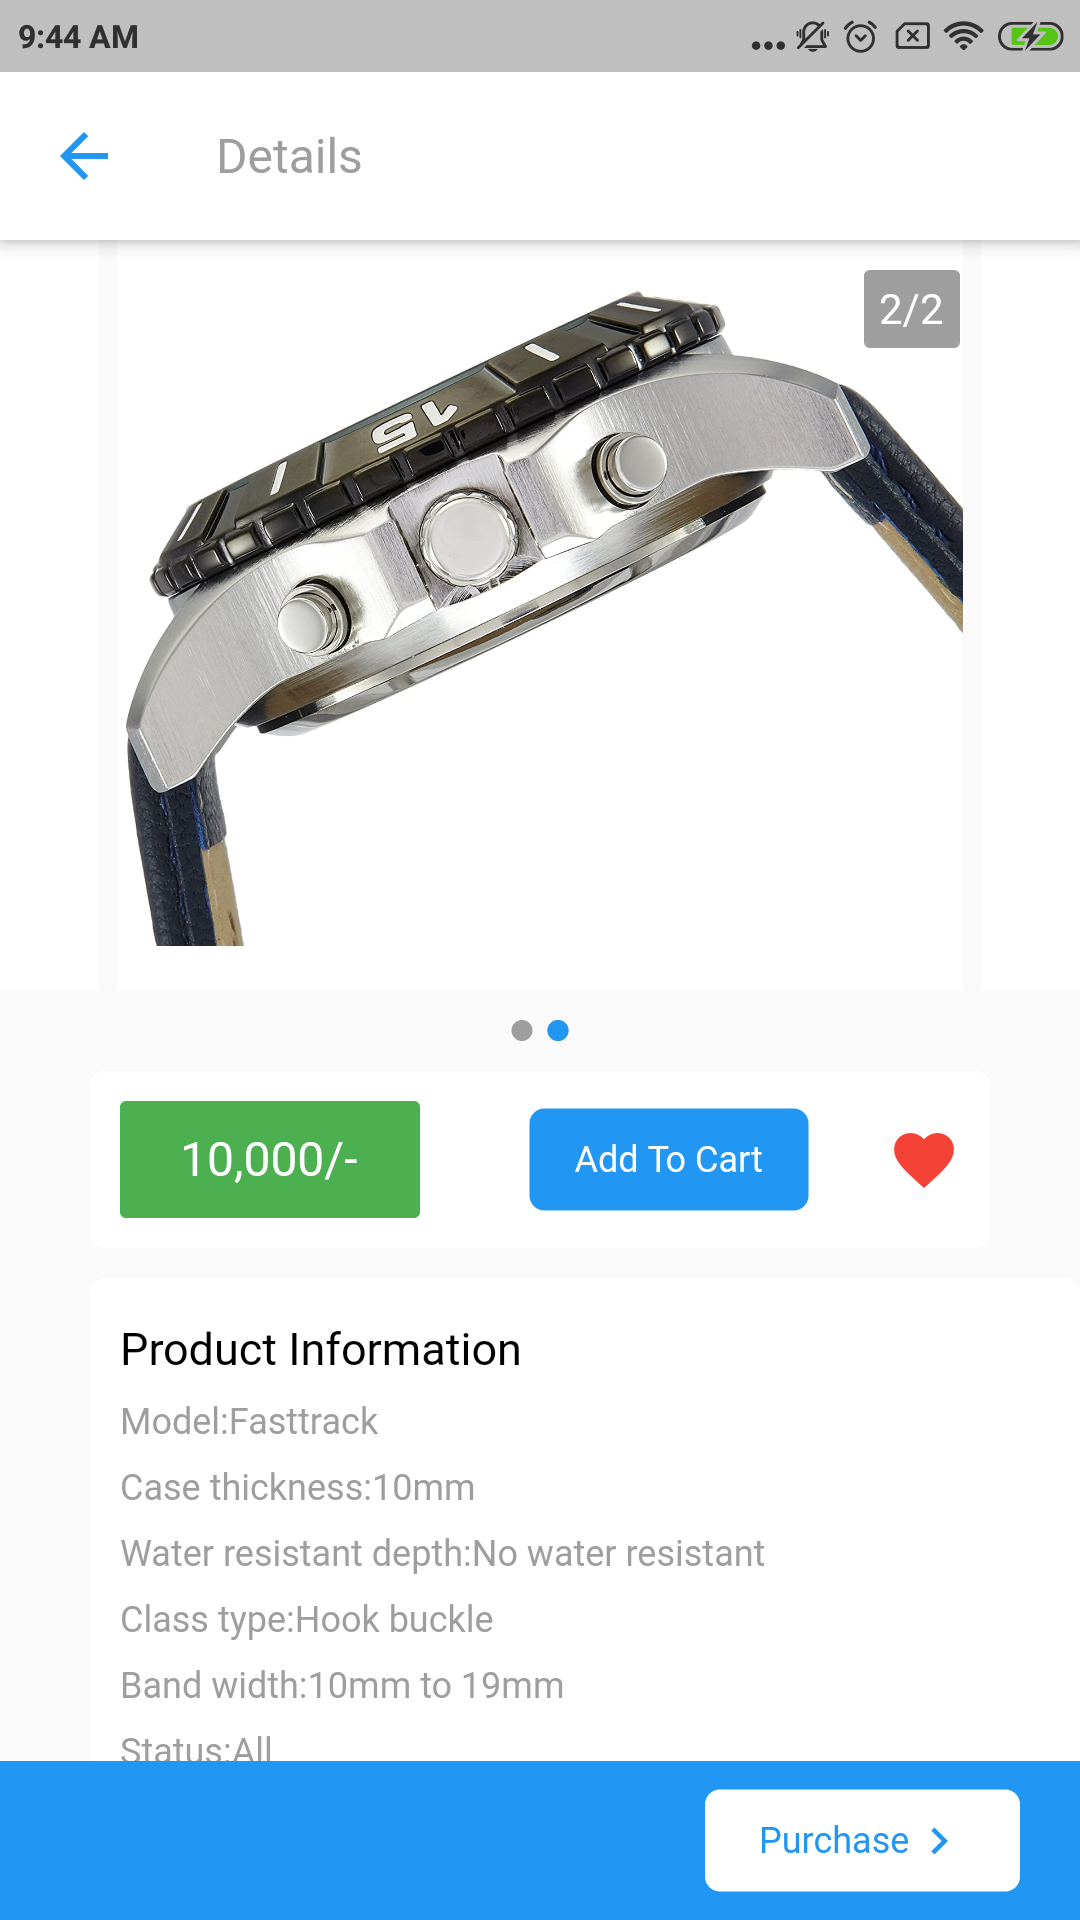 9:44 AM
Details
2/2
15
10,000/-
Add To Cart
Product Information
Model:Fasttrack
Case thickness:10mm
Water resistant depth:No water resistant
Class type:Hook buckle
Band width:10mm to 19mm
Status:All
Purchase